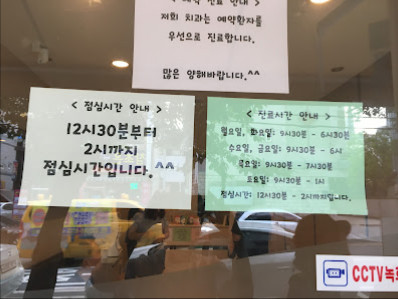 진료 안내 >
저희 치과는 예약환자를
우선으로 진료합니다.
많은 양해바랍니다.^^
< 점심시간 안내 >
12시30분부터
2시까지
점심시간입니다.^^
< 진료시간 안내 >
월요일, 화요일: 9시30분 - 6시30분
수요일, 금요일: 9시30분 - 6시
목요일: 9시30분 - 7시30분
토요일: 9시30분 - 1시
점심시간: 12시30분 - 2시까지입니다.
CCTV녹화